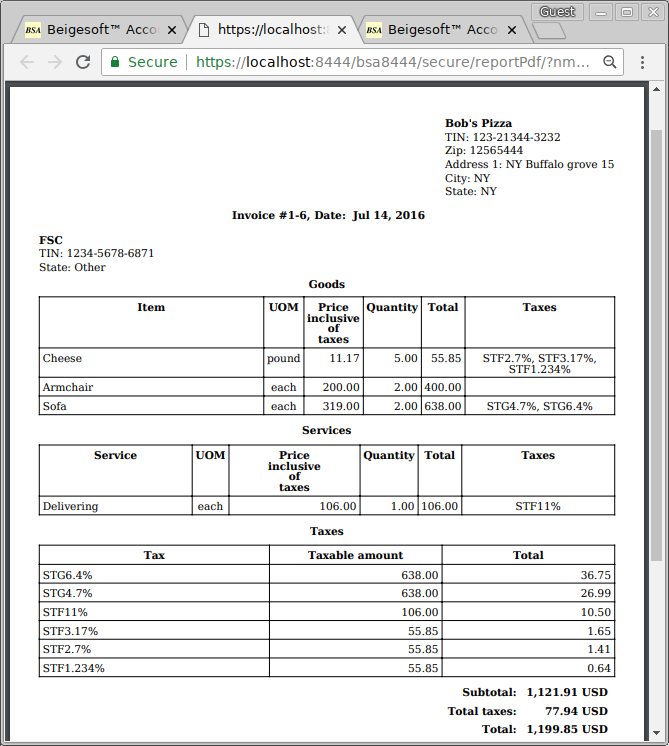 Guest
BSA Beigesoft™ Acco
https://localhost:
BSA Beigesoft™ Acco
Secure https://localhost:8444/bsa8444/secure/reportPdf/?nm...
Bob's Pizza
TIN: 123-21344-3232
Zip: 12565444
Address 1: NY Buffalo grove 15
City: NY
State: NY
Invoice #1-6, Date: Jul 14, 2016
FSC
TIN: 1234-5678-6871
State: Other
Goods
Item UOM Price Quantity Total Taxes
inclusive
of
taxes
Cheese pound 11.17 5.00 55.85 STF2.7%, STF3.17%,
STF1.234%
Armchair each 200.00 2.00 400.00
Sofa each 319.00 2.00 638.00 STG4.7%, STG6.4%
Services
Service UOM Price Quantity Total Taxes
inclusive
of
taxes
Delivering each 106.00 1.00 106.00 STF11%
Taxes
Tax Taxable amount Total
STG6.4% 638.00 36.75
STG4.7% 638.00 26.99
STF11% 106.00 10.50
STF3.17% 55.85 1.65
STF2.7% 55.85 1.41
STF1.234% 55.85 0.64
Subtotal: 1,121.91 USD
Total taxes: 77.94 USD
Total: 1,199.85 USD